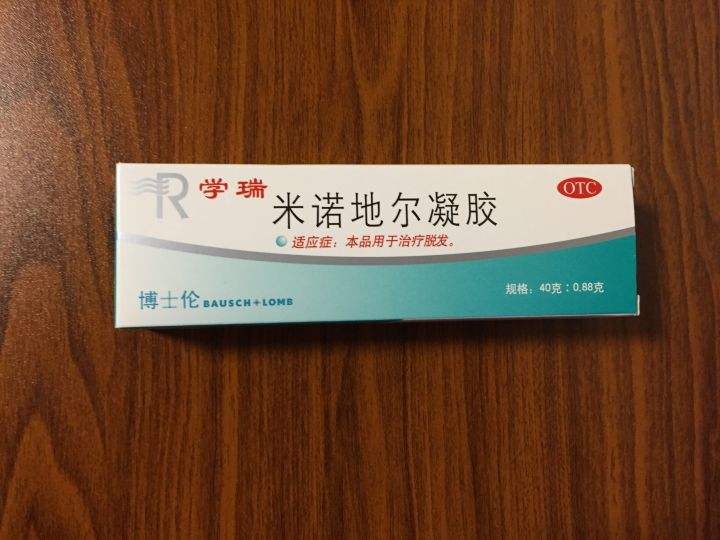 R 学瑞
米诺地尔凝胶
OTC
适应症：本品用于治疗脱发。
博士伦 BAUSCH+LOMB
规格：40克：0.88克